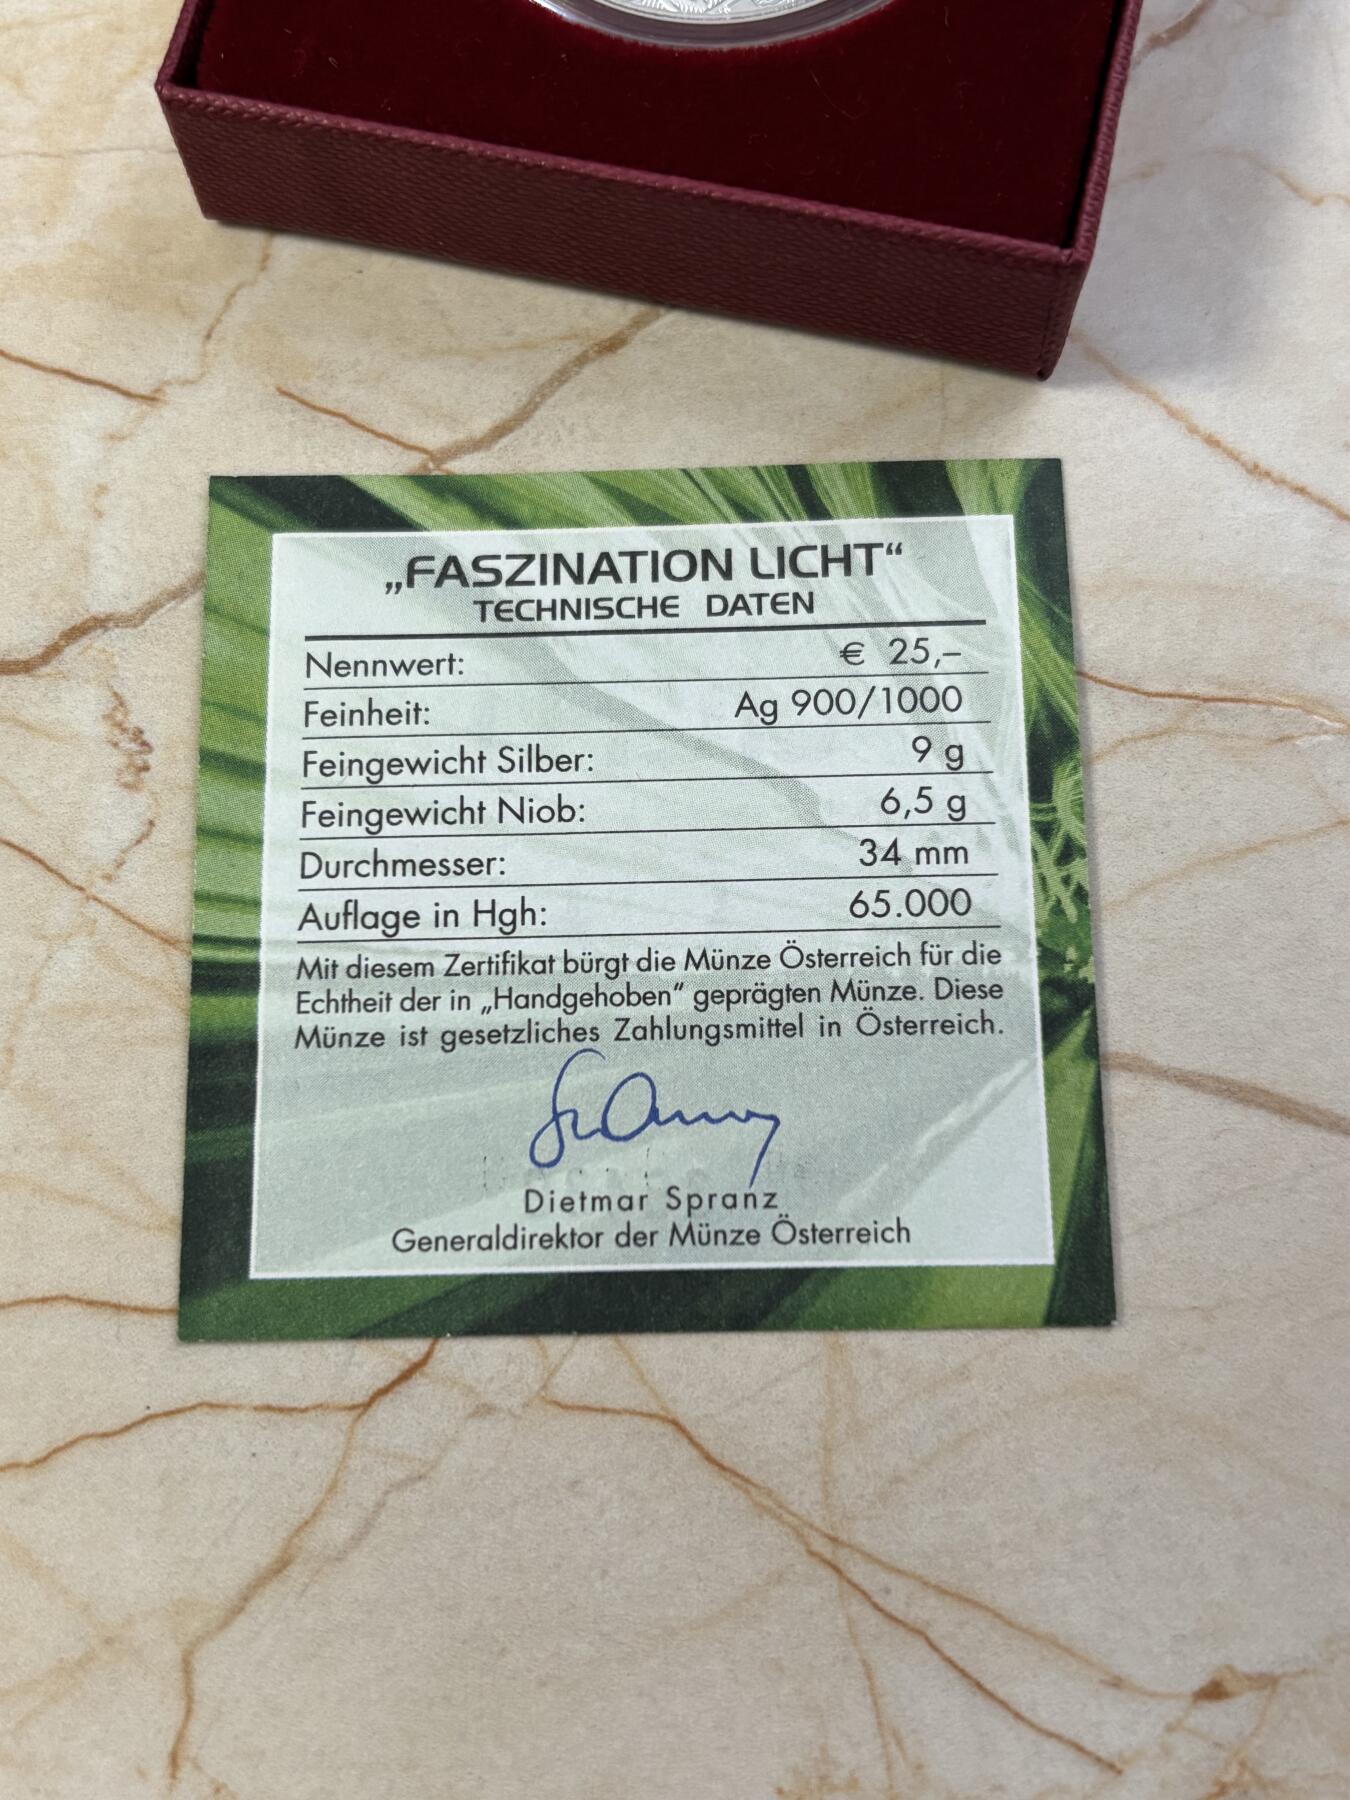 „FASZINATION LICHT“
TECHNISCHE DATEN
Nennwert: € 25,–
Feinheit: Ag 900/1000
Feingewicht Silber: 9 g
Feingewicht Niob: 6,5 g
Durchmesser: 34 mm
Auflage in Hgh: 65.000
Mit diesem Zertifikat bürgt die Münze Österreich für die
Echtheit der in „Handgehoben“ geprägten Münze. Diese
Münze ist gesetzliches Zahlungsmittel in Österreich.
Dietmar Spranz
Generaldirektor der Münze Österreich